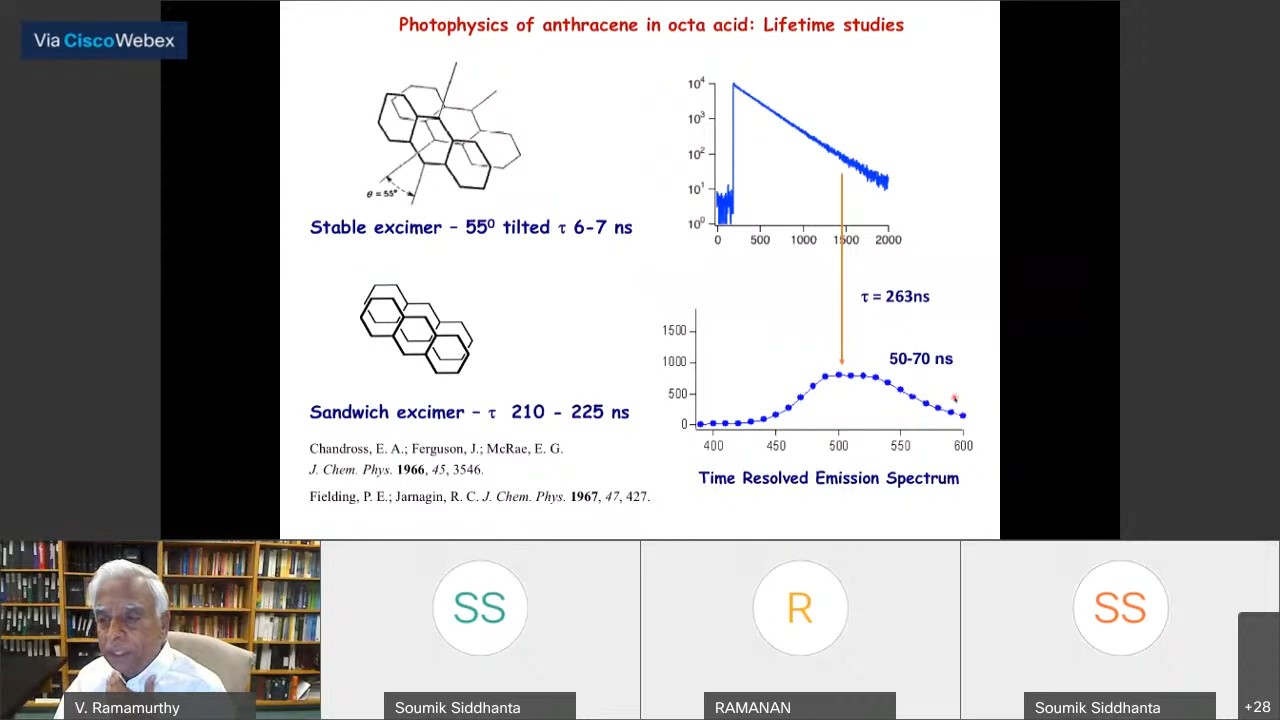 Via Cisco Webex
Photophysics of anthracene in octa acid: Lifetime studies
θ = 55°
Stable excimer – 55⁰ tilted τ 6-7 ns
Sandwich excimer – τ 210 - 225 ns
Chandross, E. A.; Ferguson, J.; McRae, E. G.
J. Chem. Phys. 1966, 45, 3546.
Fielding, P. E.; Jarnagin, R. C. J. Chem. Phys. 1967, 47, 427.
10⁴
10³
10²
10¹
10⁰
0 500 1000 1500 2000
τ = 263ns
50-70 ns
1500
1000
500
0
400 450 500 550 600
Time Resolved Emission Spectrum
SS
R
SS
V. Ramamurthy
Soumik Siddhanta
RAMANAN
Soumik Siddhanta
+28